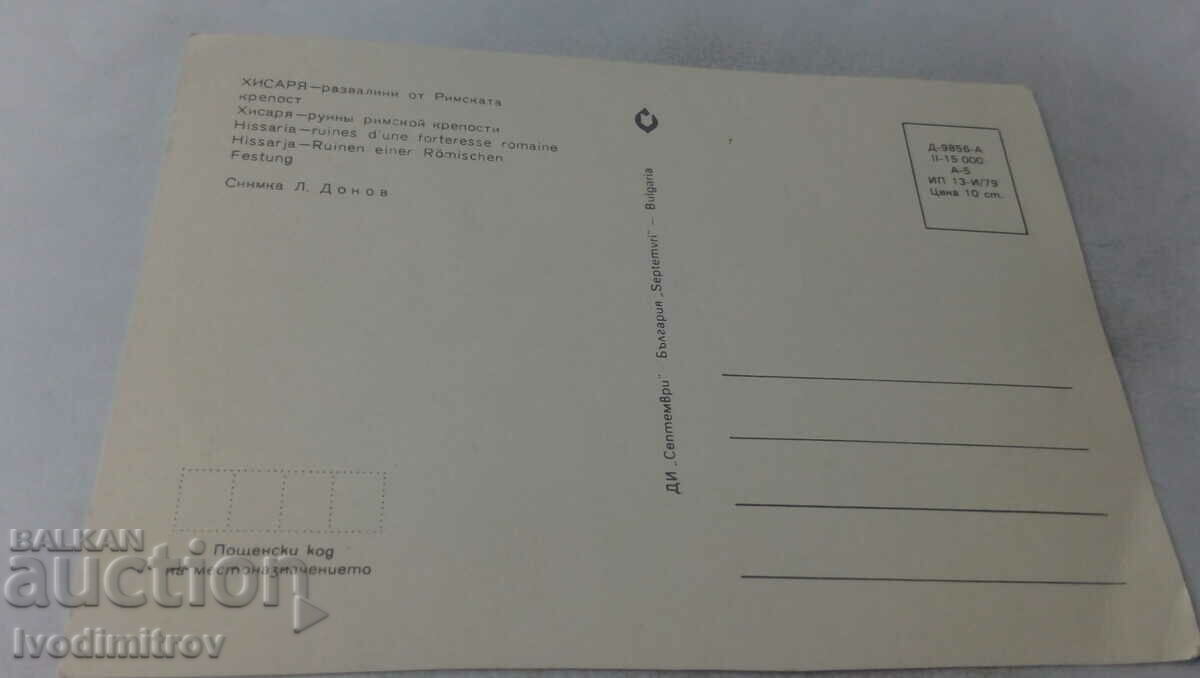 ХИСАРЯ—развалини от Римската
крепост
Хисаря—руины римской крепости
Hissaria—ruines d'une forteresse romaine
Hissarja—Ruinen einer Römischen
Festung
Снимка Л. Донов
ДИ „Септември" - България „Septemvri" - Bulgaria
Д-9856-А
II-15 000
А-5
ИП 13-И/79
Цена 10 ст.
Пощенски код
на местоназначението
BALKAN
auction
Ivodimitrov